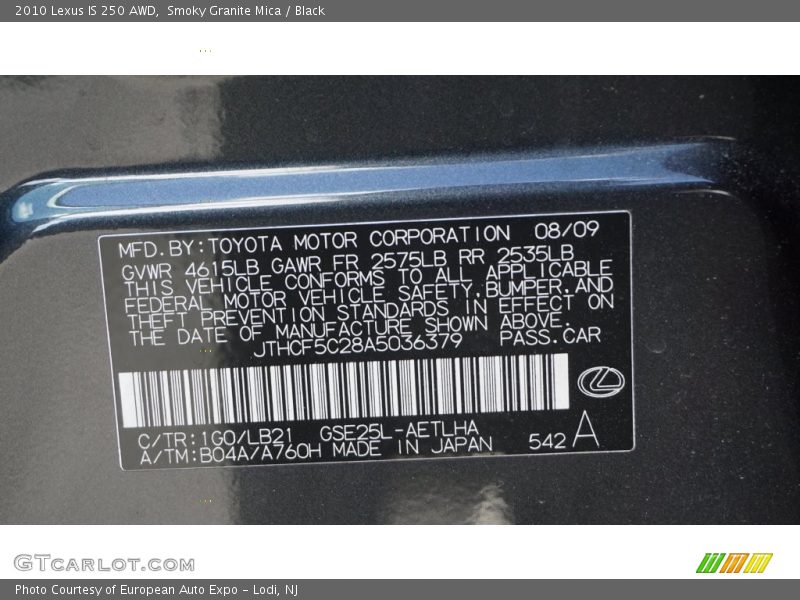 2010 Lexus IS 250 AWD,  Smoky Granite Mica / Black
MFD.BY:TOYOTA MOTOR CORPORATION 08/09
GVWR 4615LB GAWR FR 2575LB RR 2535LB
THIS VEHICLE CONFORMS TO ALL APPLICABLE
FEDERAL MOTOR VEHICLE SAFETY,BUMPER,AND
THEFT PREVENTION STANDARDS IN EFFECT ON
THE DATE OF MANUFACTURE SHOWN ABOVE.
JTHCF5C28A5036379 PASS.CAR
C/TR:1G0/LB21 GSE25L-AETLHA
A/TM:B04A/A760H MADE IN JAPAN 542 A
GTCARLOT.COM
Photo Courtesy of European Auto Expo - Lodi, NJ